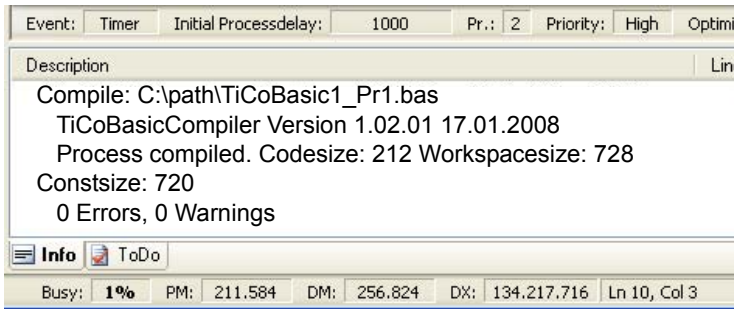 Event: Timer Initial Processdelay: 1000 Pr.: 2 Priority: High Optimi
Description Lin
Compile: C:\path\TiCoBasic1_Pr1.bas
TiCoBasicCompiler Version 1.02.01 17.01.2008
Process compiled. Codesize: 212 Workspacesize: 728
Constsize: 720
0 Errors, 0 Warnings
Info ToDo
Busy: 1% PM: 211.584 DM: 256.824 DX: 134.217.716 Ln 10, Col 3